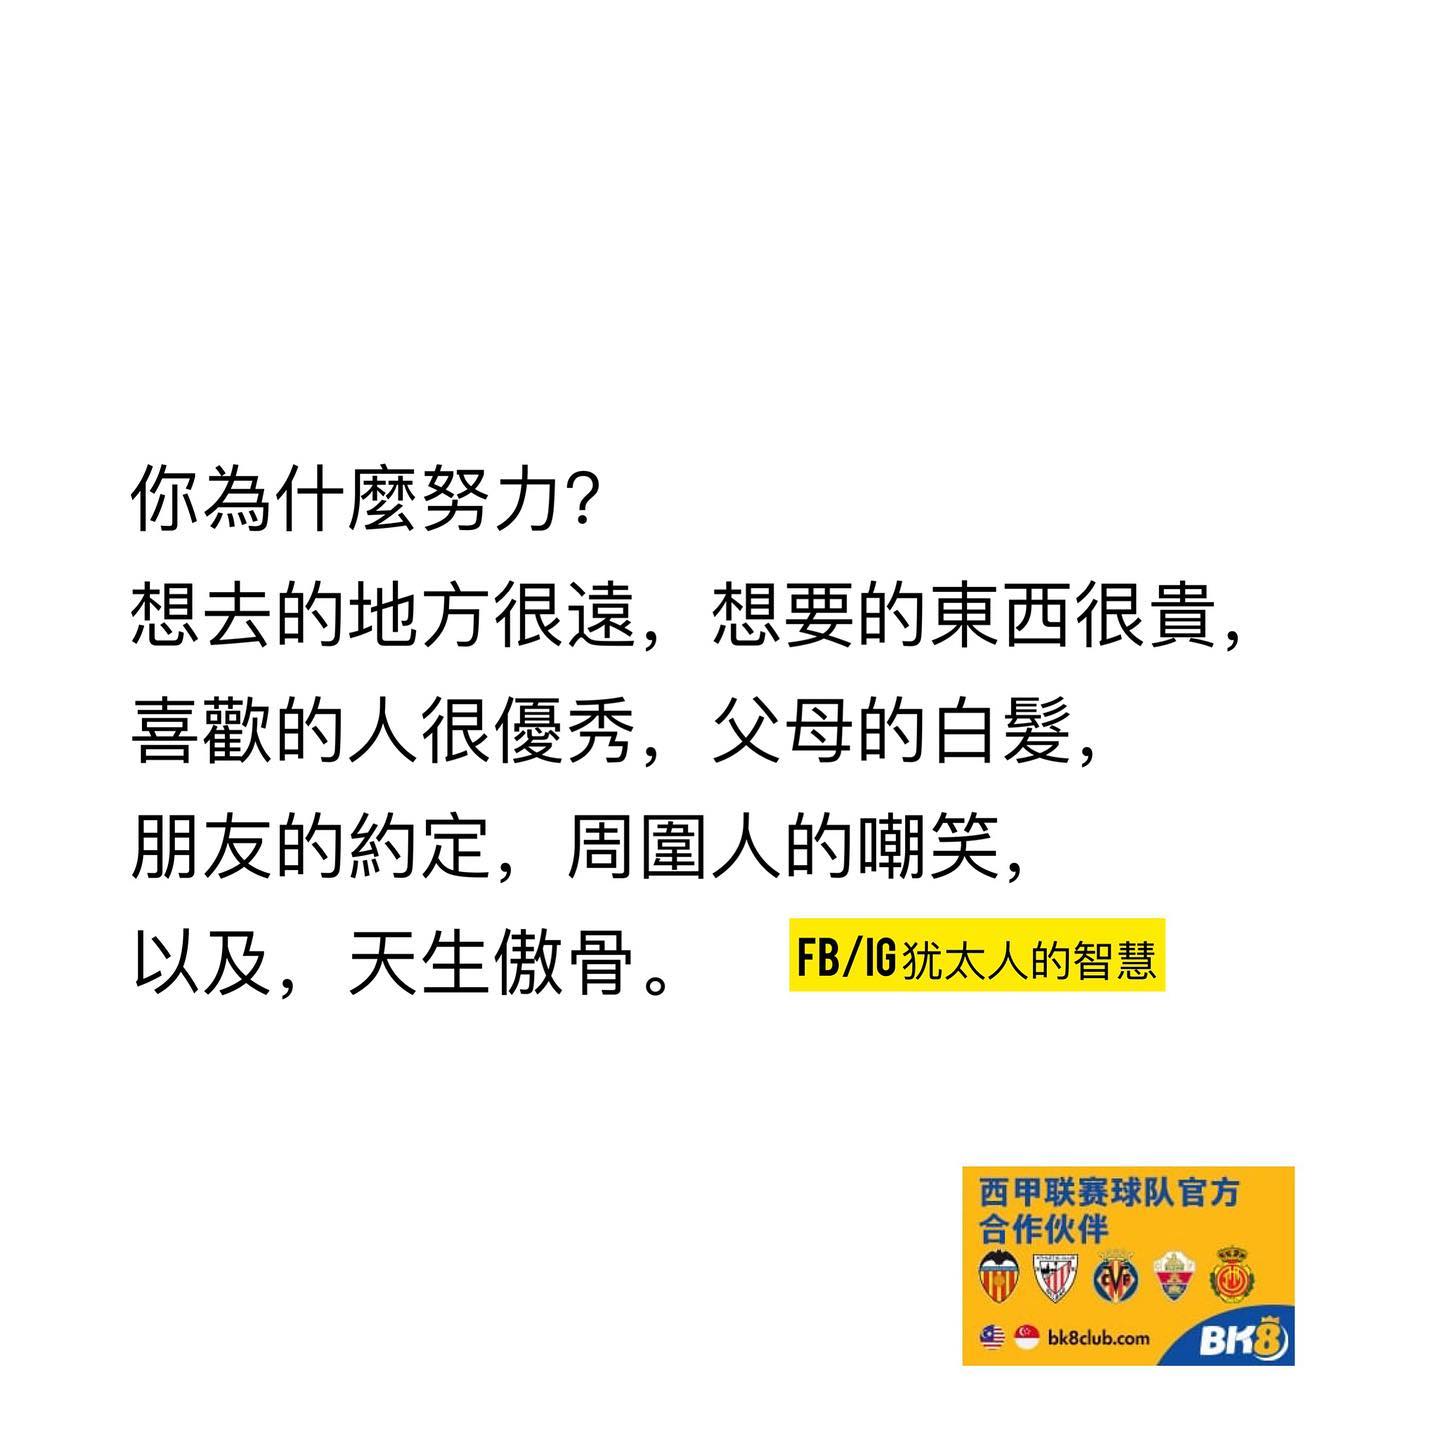 你為什麼努力?
想去的地方很遠，想要的東西很貴，
喜歡的人很優秀，父母的白髮，
朋友的約定，周圍人的嘲笑，
以及，天生傲骨。
FB/IG犹太人的智慧
西甲联赛球队官方
合作伙伴
bk8club.com
BK8